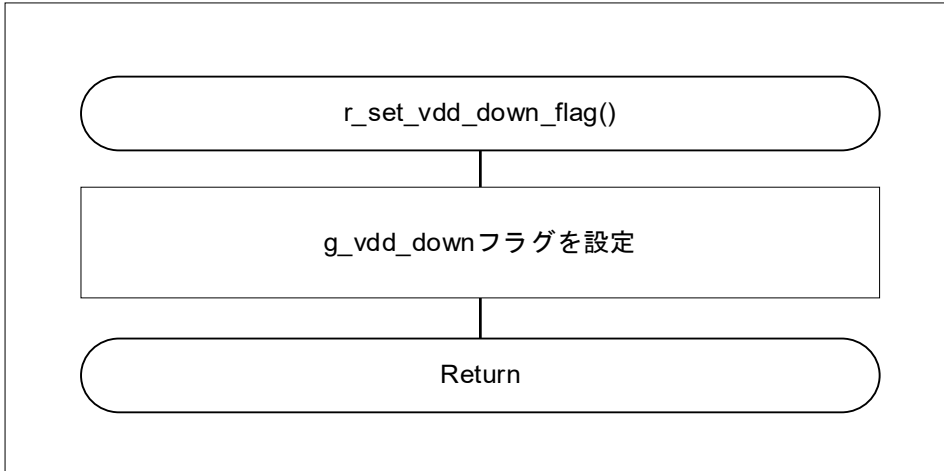 r_set_vdd_down_flag()
g_vdd_downフラグを設定
Return